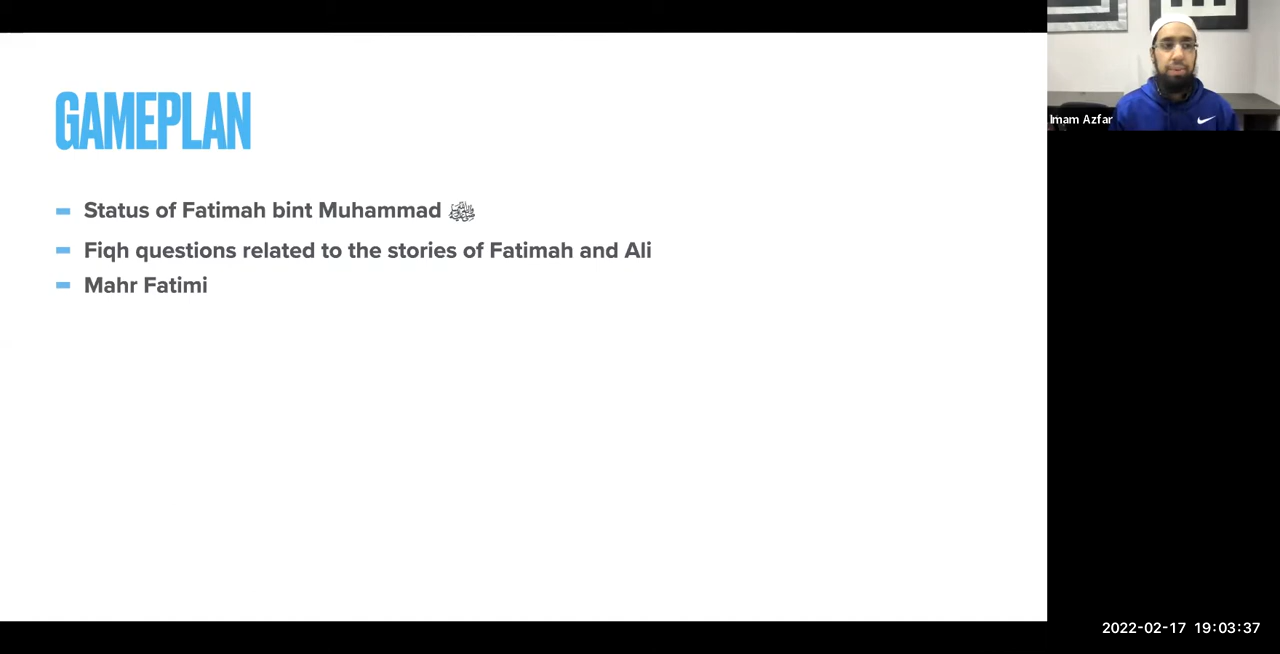 GAMEPLAN
Status of Fatimah bint Muhammad ﷺ
Fiqh questions related to the stories of Fatimah and Ali
Mahr Fatimi
Imam Azfar
2022-02-17 19:03:37